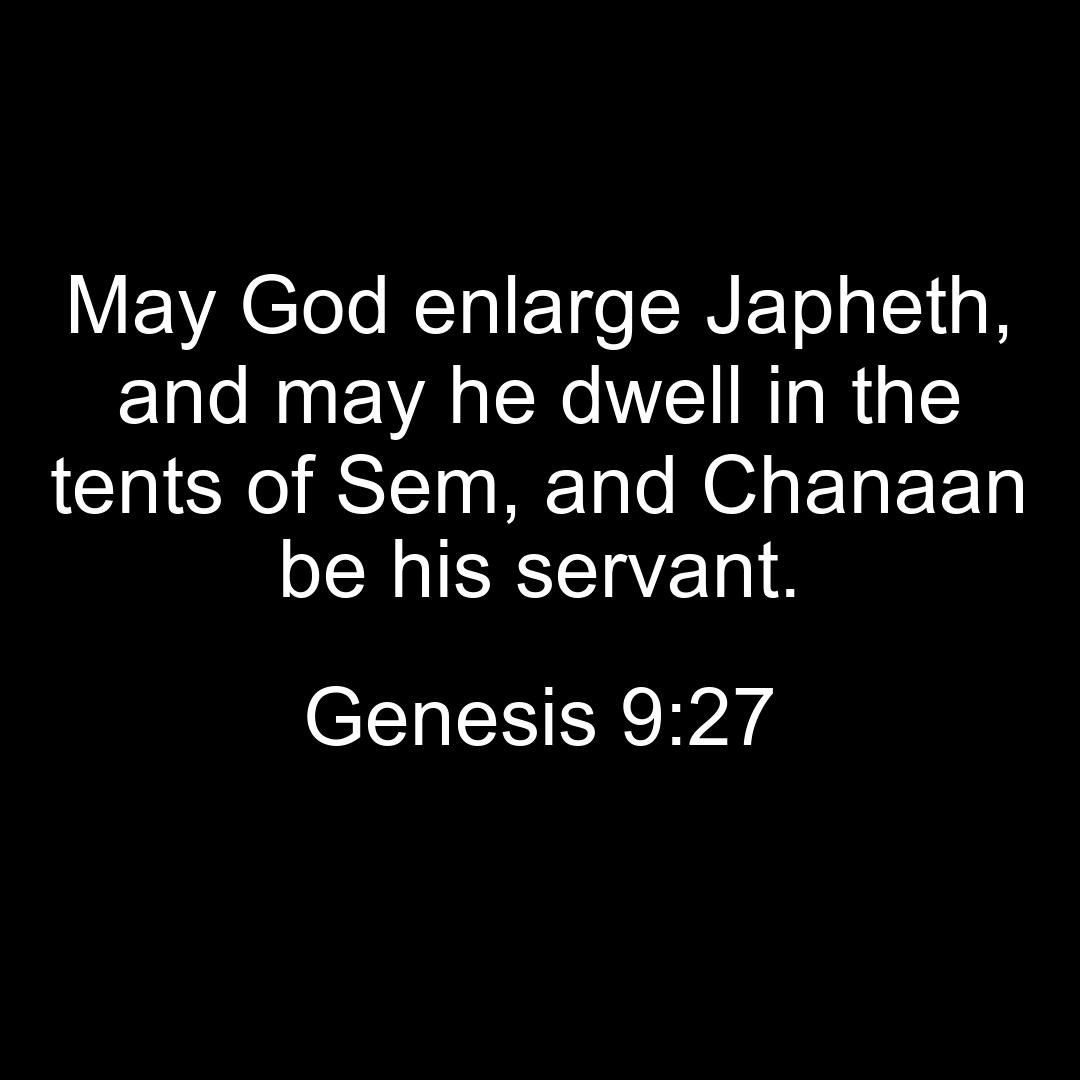 May God enlarge Japheth,
and may he dwell in the
tents of Sem, and Chanaan
be his servant.
Genesis 9:27